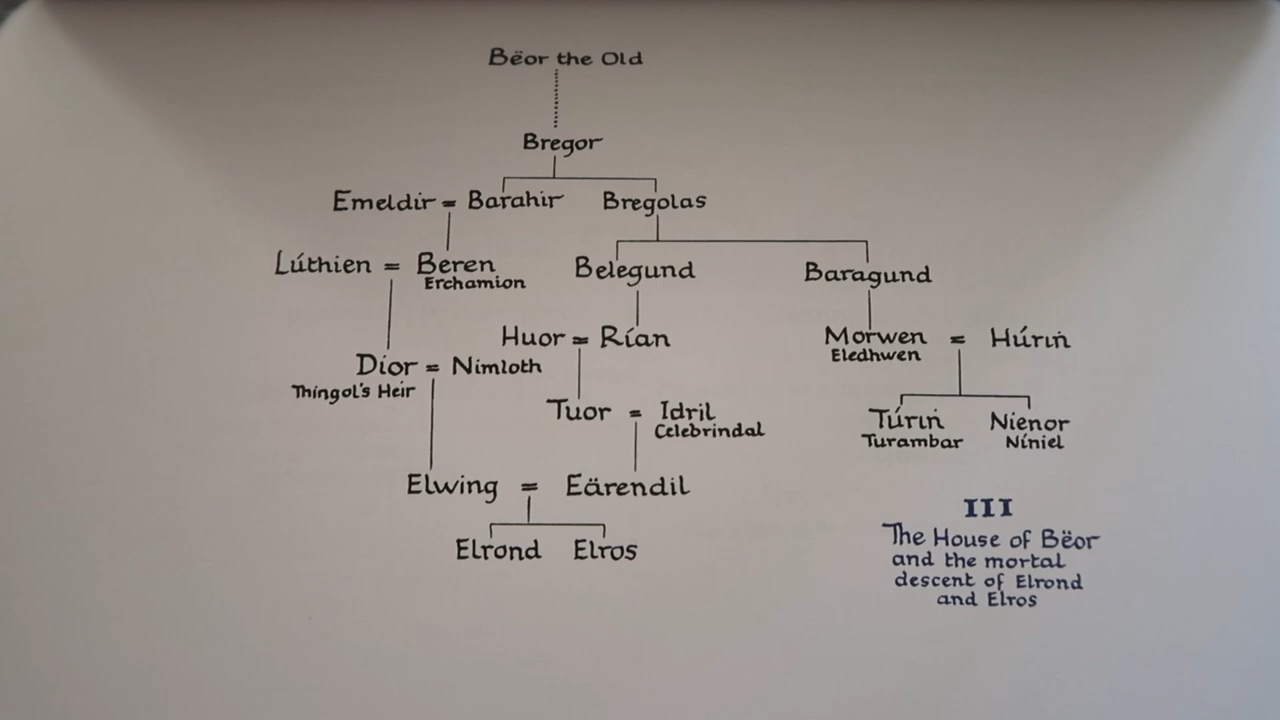 Bëor the Old
Bregor
Emeldir = Barahir Bregolas
Lúthien = Beren Belegund Baragund
Erchamion
Huor = Rían Morwen = Húrin
Eledhwen
Dior = Nimloth
Thingol's Heir
Tuor = Idril Túrin Nienor
Celebrindal Turambar Níniel
Elwing = Eärendil
Elrond Elros
III
The House of Bëor
and the mortal
descent of Elrond
and Elros